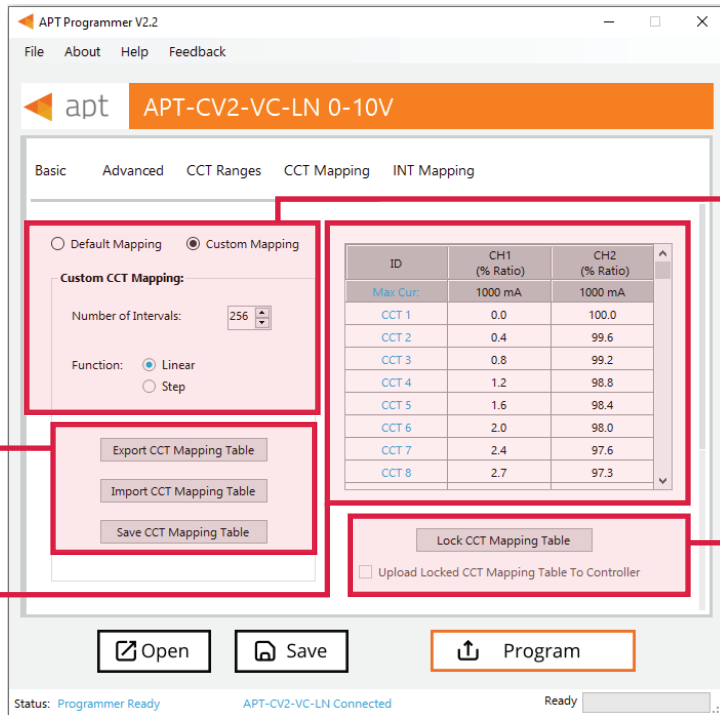 APT Programmer V2.2
File About Help Feedback
apt APT-CV2-VC-LN 0-10V
Basic Advanced CCT Ranges CCT Mapping INT Mapping
Default Mapping Custom Mapping
Custom CCT Mapping:
Number of Intervals: 256
Function: Linear
Step
Export CCT Mapping Table
Import CCT Mapping Table
Save CCT Mapping Table
ID CH1 (% Ratio) CH2 (% Ratio)
Max Cur: 1000 mA 1000 mA
CCT 1 0.0 100.0
CCT 2 0.4 99.6
CCT 3 0.8 99.2
CCT 4 1.2 98.8
CCT 5 1.6 98.4
CCT 6 2.0 98.0
CCT 7 2.4 97.6
CCT 8 2.7 97.3
Lock CCT Mapping Table
Upload Locked CCT Mapping Table To Controller
Open Save Program
Status: Programmer Ready APT-CV2-VC-LN Connected Ready